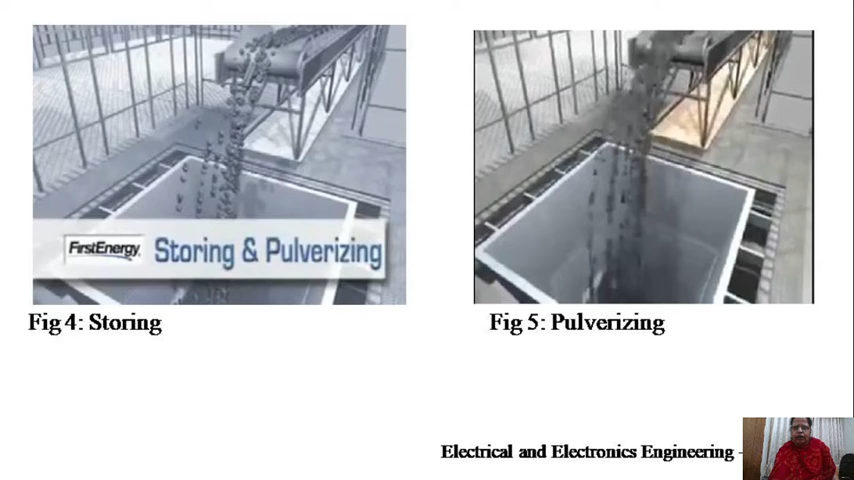 FirstEnergy
Storing & Pulverizing
Fig 4: Storing
Fig 5: Pulverizing
Electrical and Electronics Engineering -